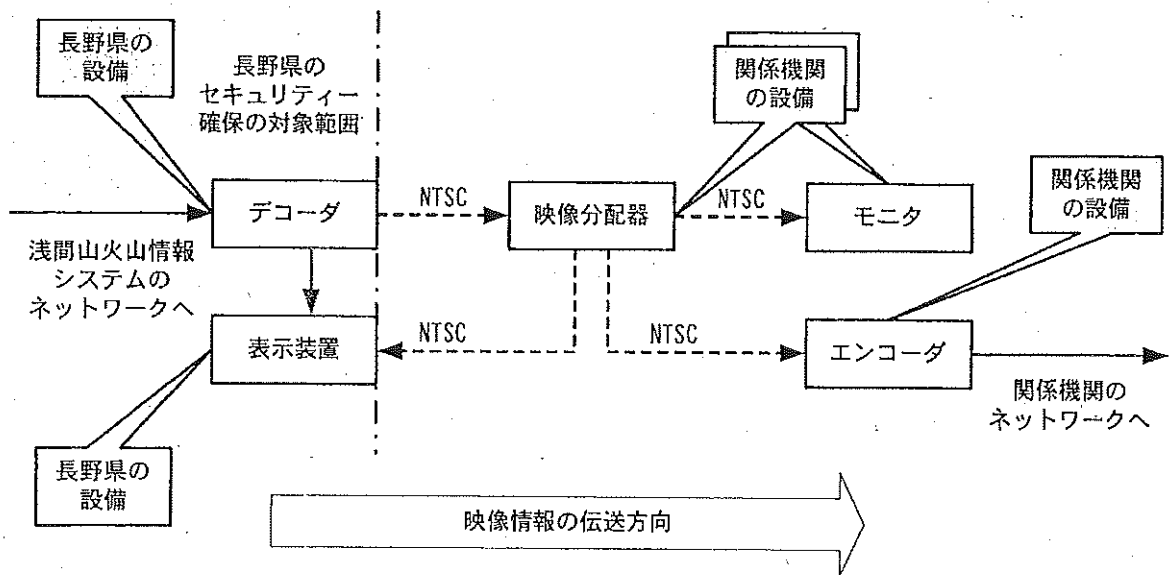 長野県の
設備
長野県の
セキュリティー
確保の対象範囲
関係機関
の設備
関係機関
の設備
デコーダ
NTSC
映像分配器
NTSC
モニタ
浅間山火山情報
システムの
ネットワークへ
表示装置
NTSC
NTSC
エンコーダ
関係機関の
ネットワークへ
長野県の
設備
映像情報の伝送方向